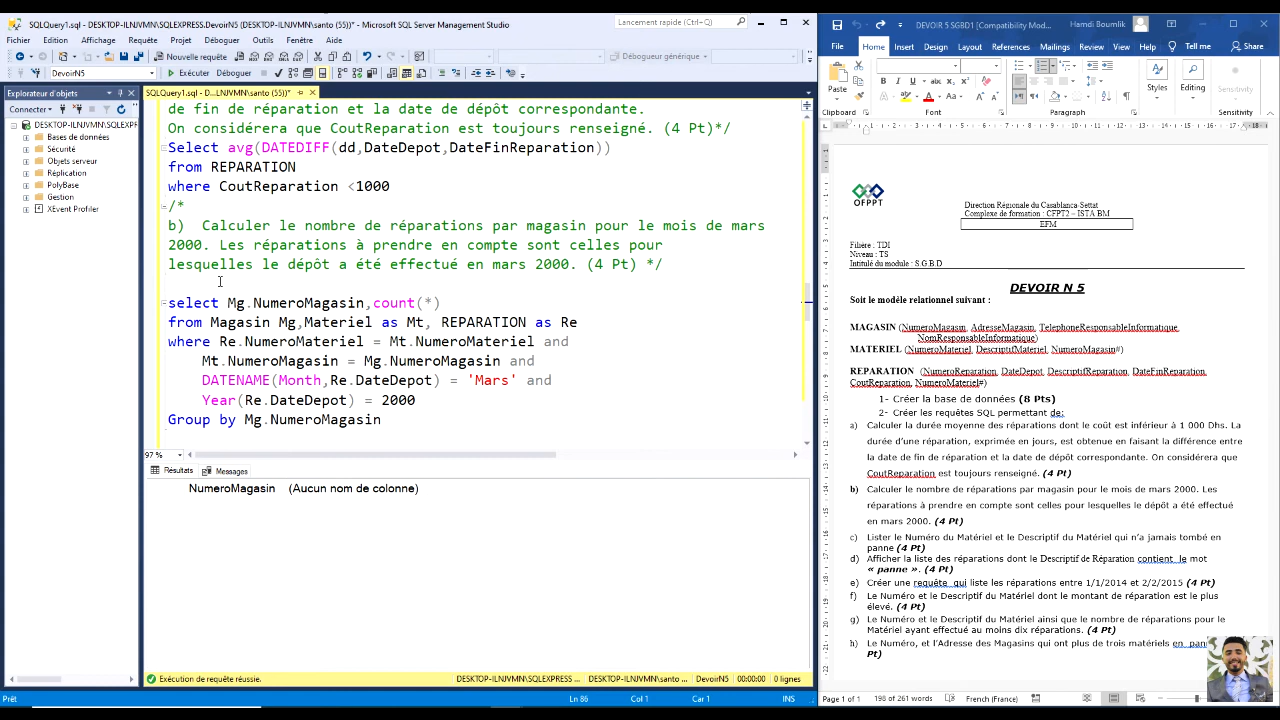 SQLQuery1.sql - DESKTOP-ILNJVMN\SQLEXPRESS.DevoirN5 (DESKTOP-ILNJVMN\santo (55))* - Microsoft SQL Server Management Studio
Lancement rapide (Ctrl+Q)
Fichier Edition Affichage Requête Projet Déboguer Outils Fenêtre Aide
Nouvelle requête
Débogueur générique
DevoirN5
Exécuter Déboguer
Explorateur d'objets
Connecter
DESKTOP-ILNJVMN\SQLEXPR
Bases de données
Sécurité
Objets serveur
Réplication
PolyBase
Gestion
XEvent Profiler
SQLQuery1.sql - D...LNJVMN\santo (55))*
de fin de réparation et la date de dépôt correspondante.
On considérera que CoutReparation est toujours renseigné. (4 Pt)*/
Select avg(DATEDIFF(dd,DateDepot,DateFinReparation))
from REPARATION
where CoutReparation <1000
/*
b) Calculer le nombre de réparations par magasin pour le mois de mars
2000. Les réparations à prendre en compte sont celles pour
lesquelles le dépôt a été effectué en mars 2000. (4 Pt) */
select Mg.NumeroMagasin,count(*)
from Magasin Mg,Materiel as Mt, REPARATION as Re
where Re.NumeroMateriel = Mt.NumeroMateriel and
Mt.NumeroMagasin = Mg.NumeroMagasin and
DATENAME(Month,Re.DateDepot) = 'Mars' and
Year(Re.DateDepot) = 2000
Group by Mg.NumeroMagasin
97 %
Résultats Messages
NumeroMagasin (Aucun nom de colonne)
Exécution de requête réussie.
DESKTOP-ILNJVMN\SQLEXPRESS ... DESKTOP-ILNJVMN\santo ... DevoirN5 00:00:00 0 lignes
Prêt Ln 86 Col 1 Car 1 INS
DEVOIR 5 SGBD1 [Compatibility Mod... Hamdi Boumlik
File Home Insert Design Layout References Mailings Review View Help Tell me Share
Paste
Styles
Editing
Clipboard Font Paragraph Sensitivity
OFPPT
Direction Régionale du Casablanca-Settat
Complexe de formation : CFPT2 – ISTA BM
EFM
Filière : TDI
Niveau : TS
Intitulé du module : S.G.B.D
DEVOIR N 5
Soit le modèle relationnel suivant :
MAGASIN (NumeroMagasin, AdresseMagasin, TelephoneResponsableInformatique
NomResponsableInformatique)
MATERIEL (NumeroMateriel, DescriptifMateriel, NumeroMagasin#)
REPARATION (NumeroReparation, DateDepot, DescriptifReparation, DateFinReparation,
CoutReparation, NumeroMateriel#)
1- Créer la base de données (8 Pts)
2- Créer les requêtes SQL permettant de:
a) Calculer la durée moyenne des réparations dont le coût est inférieur à 1 000 Dhs. La
durée d'une réparation, exprimée en jours, est obtenue en faisant la différence entre
la date de fin de réparation et la date de dépôt correspondante. On considérera que
CoutReparation est toujours renseigné. (4 Pt)
b) Calculer le nombre de réparations par magasin pour le mois de mars 2000. Les
réparations à prendre en compte sont celles pour lesquelles le dépôt a été effectué
en mars 2000. (4 Pt)
c) Lister le Numéro du Matériel et le Descriptif du Matériel qui n'a jamais tombé en
panne (4 Pt)
d) Afficher la liste des réparations dont le Descriptif de Réparation contient le mot
« panne ». (4 Pt)
e) Créer une requête qui liste les réparations entre 1/1/2014 et 2/2/2015 (4 Pt)
f) Le Numéro et le Descriptif du Matériel dont le montant de réparation est le plus
élevé. (4 Pt)
g) Le Numéro et le Descriptif du Matériel ainsi que le nombre de réparations pour le
Matériel ayant effectué au moins dix réparations. (4 Pt)
h) Le Numéro, et l'Adresse des Magasins qui ont plus de trois matériels en
Pt)
Page 1 of 1 198 of 261 words French (France) 100%